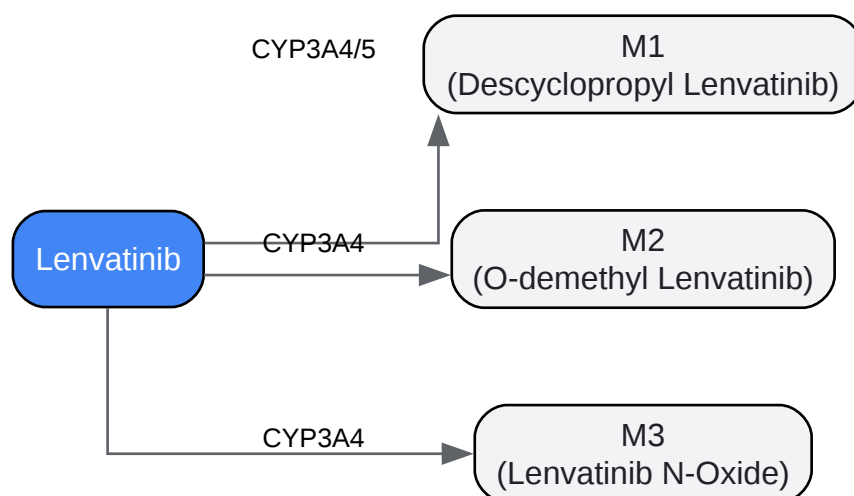 CYP3A4/5
M1
(Descyclopropyl Lenvatinib)
Lenvatinib
CYP3A4
M2
(O-demethyl Lenvatinib)
CYP3A4
M3
(Lenvatinib N-Oxide)